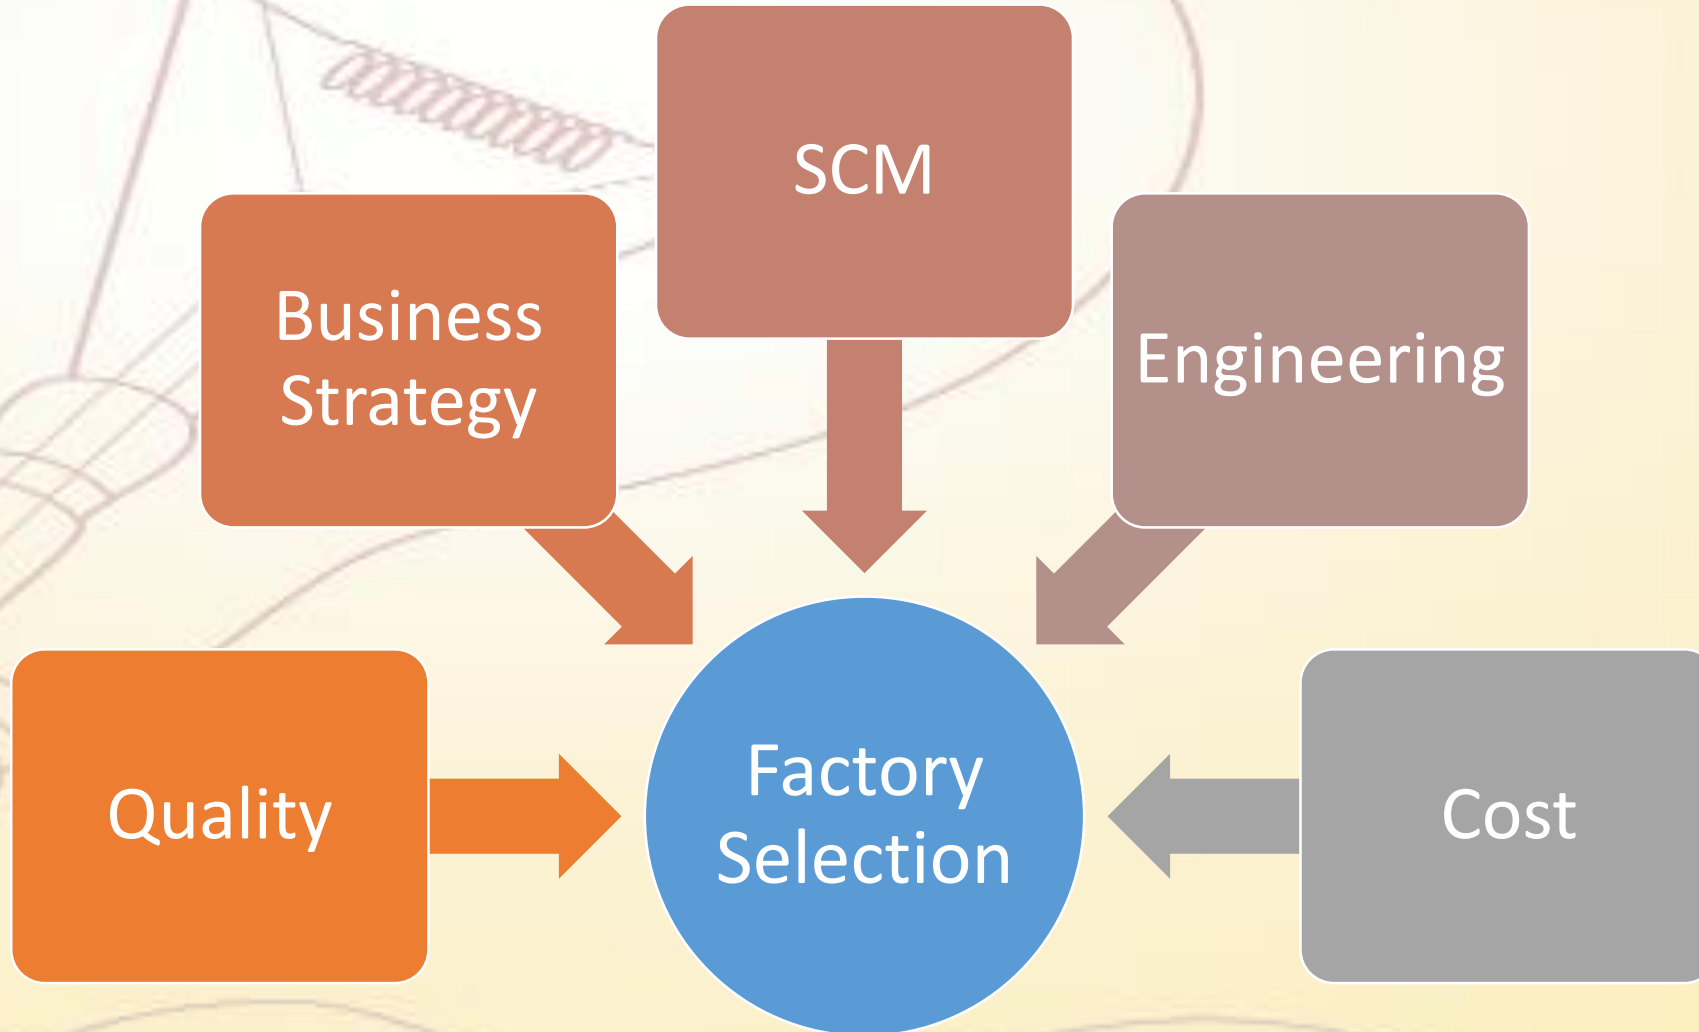 SCM
Business
Strategy
Engineering
Quality
Factory
Selection
Cost